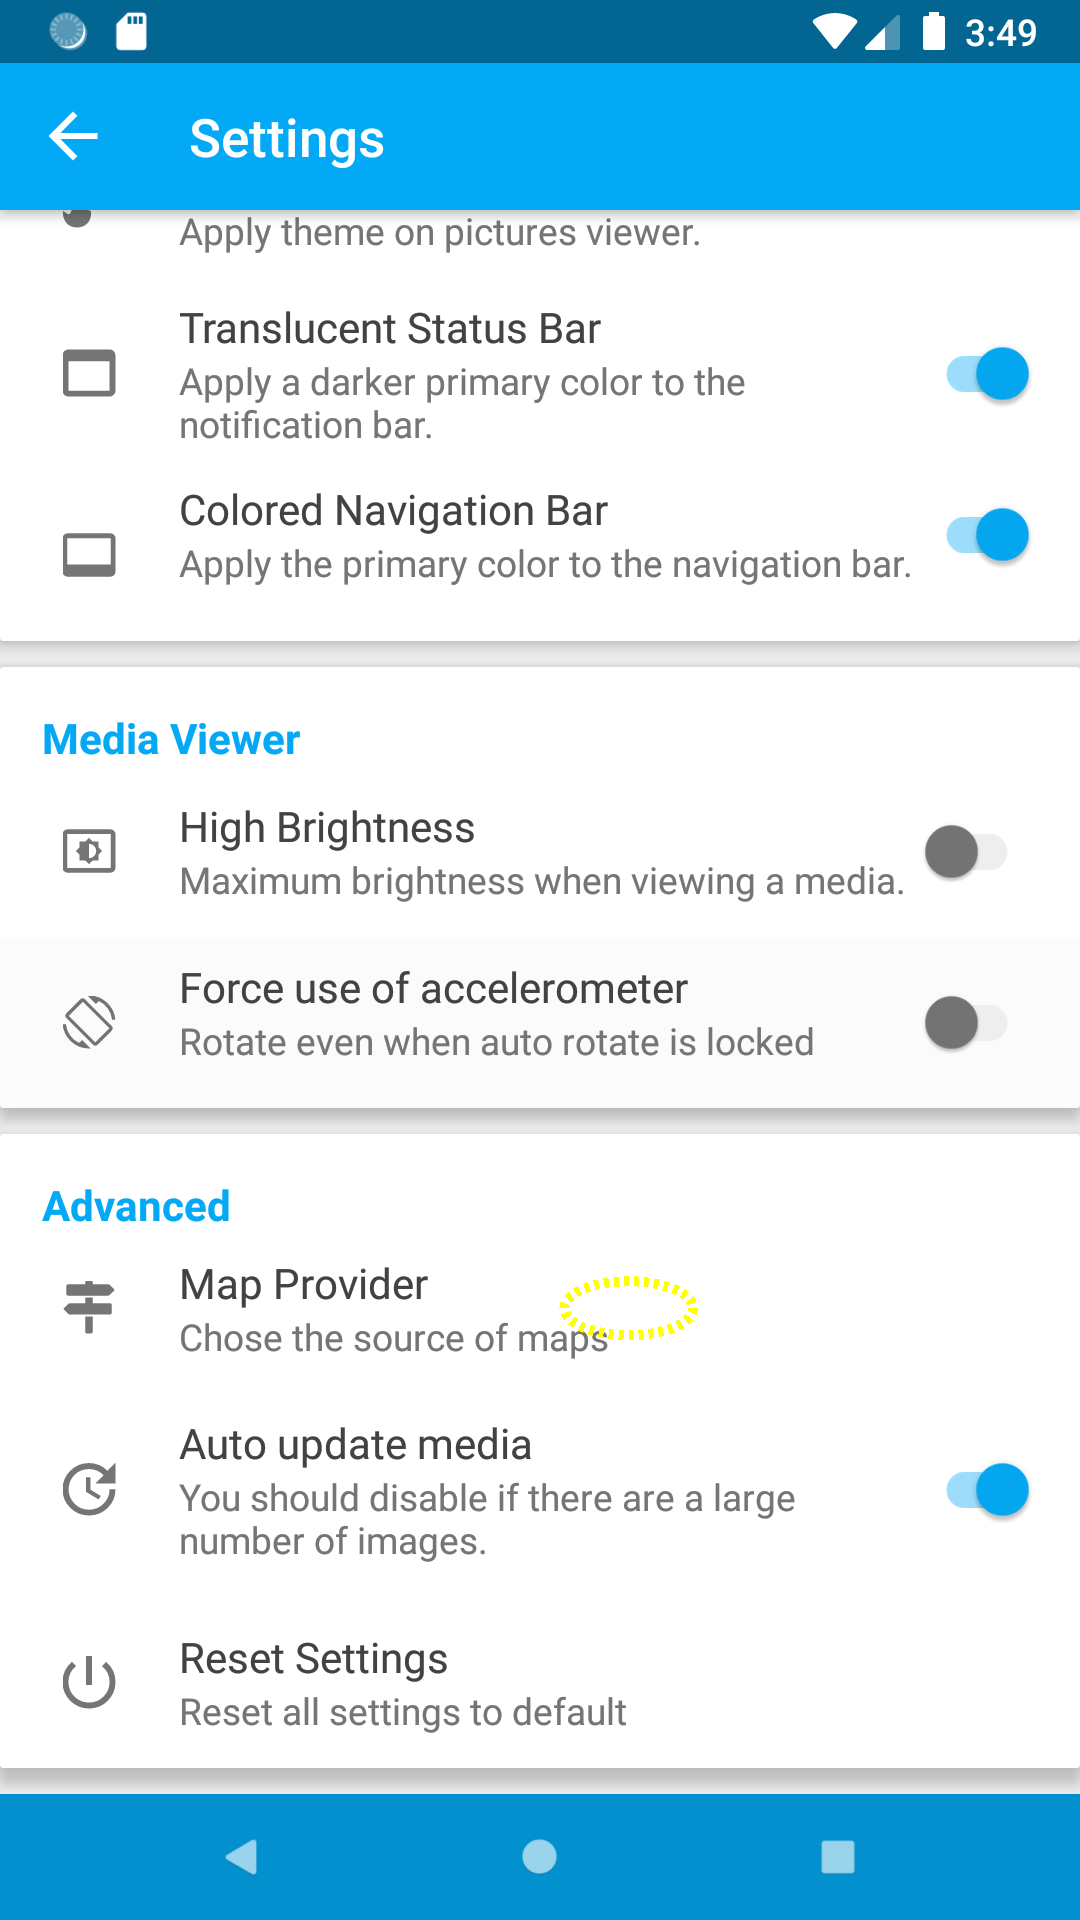 3:49
Settings
Apply theme on pictures viewer.
Translucent Status Bar
Apply a darker primary color to the
notification bar.
Colored Navigation Bar
Apply the primary color to the navigation bar.
Media Viewer
High Brightness
Maximum brightness when viewing a media.
Force use of accelerometer
Rotate even when auto rotate is locked
Advanced
Map Provider
Chose the source of maps
Auto update media
You should disable if there are a large
number of images.
Reset Settings
Reset all settings to default